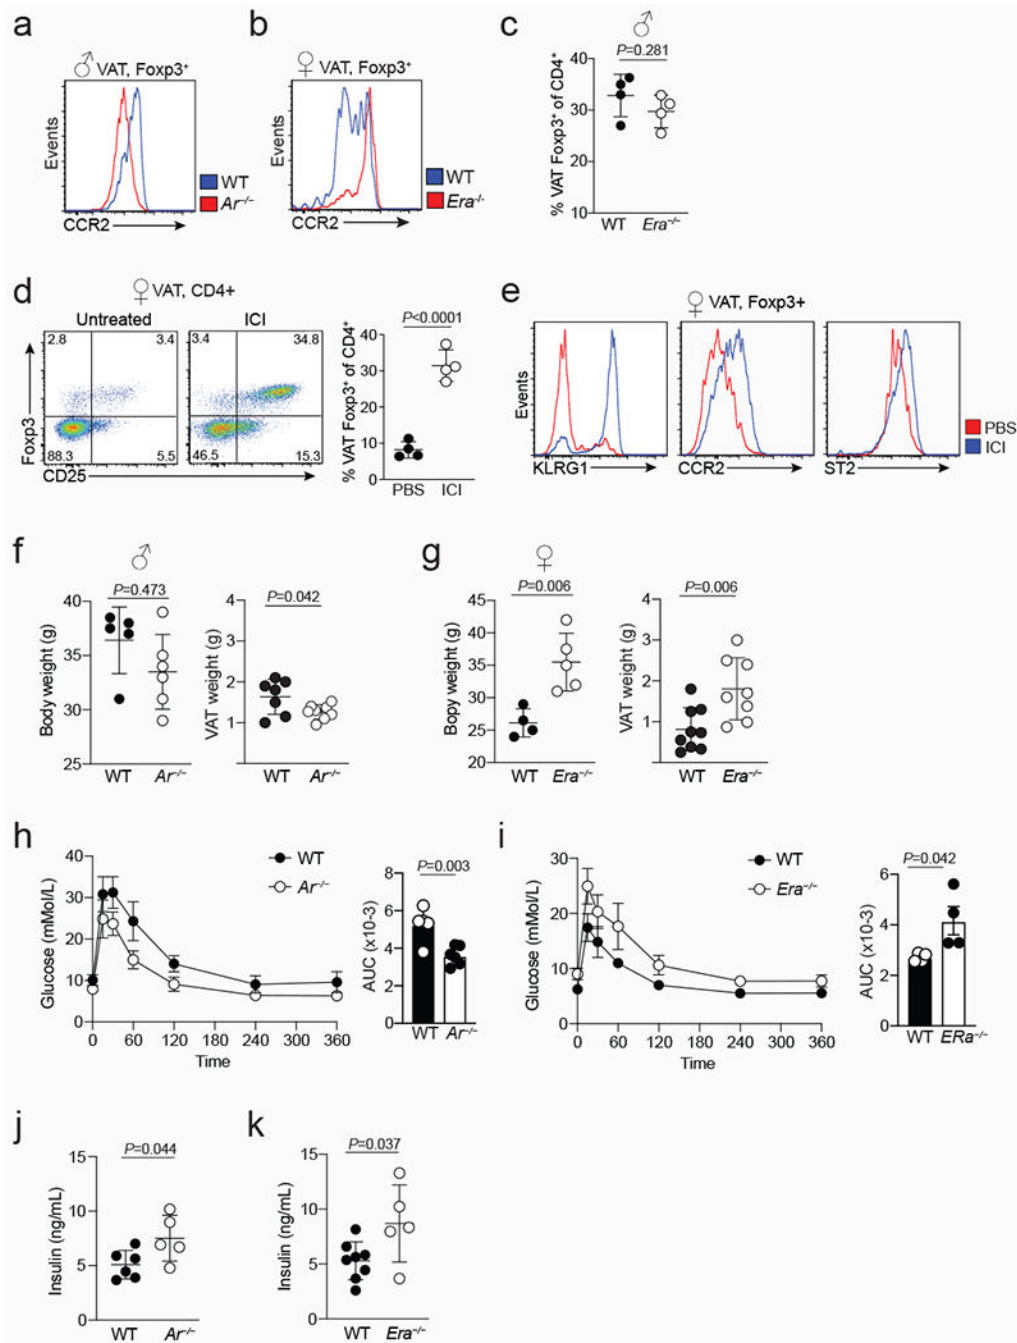 a
♂ VAT, Foxp3⁺
Events
CCR2
WT
Ar⁻/⁻
b
♀ VAT, Foxp3⁺
Events
CCR2
WT
Era⁻/⁻
c
♂
P=0.281
% VAT Foxp3⁺ of CD4⁺
40
30
20
10
WT Era⁻/⁻
d
♀ VAT, CD4+
Untreated
ICI
2.8 3.4
88.3 5.5
3.4 34.8
46.5 15.3
Foxp3
CD25
P<0.0001
% VAT Foxp3⁺ of CD4⁺
40
30
20
10
0
PBS ICI
e
♀ VAT, Foxp3+
Events
KLRG1
CCR2
ST2
PBS
ICI
f
♂
P=0.473
Body weight (g)
40
35
30
25
WT Ar⁻/⁻
P=0.042
VAT weight (g)
4
3
2
1
WT Ar⁻/⁻
g
♀
P=0.006
Bopy weight (g)
45
40
35
30
25
20
WT Era⁻/⁻
P=0.006
VAT weight (g)
4
3
2
1
WT Era⁻/⁻
h
Glucose (mMol/L)
40
30
20
10
0
0 60 120 180 240 300 360
Time
WT
Ar⁻/⁻
P=0.003
AUC (x10-3)
8
6
4
2
0
WT Ar⁻/⁻
i
Glucose (mMol/L)
30
25
20
15
10
5
0
0 60 120 180 240 300 360
Time
WT
Era⁻/⁻
P=0.042
AUC (x10-3)
6
4
2
0
WT ERa⁻/⁻
j
P=0.044
Insulin (ng/mL)
15
10
5
0
WT Ar⁻/⁻
k
P=0.037
Insulin (ng/mL)
15
10
5
0
WT Era⁻/⁻